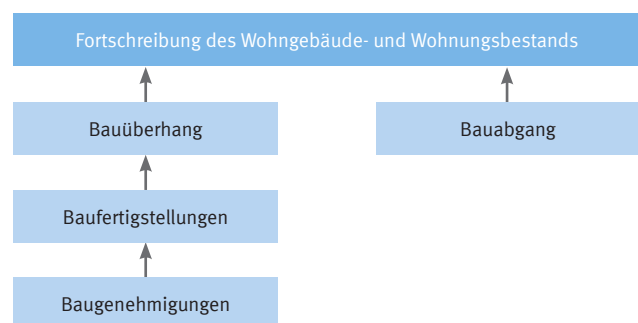 Fortschreibung des Wohngebäude- und Wohnungsbestands
Bauüberhang
Bauabgang
Baufertigstellungen
Baugenehmigungen